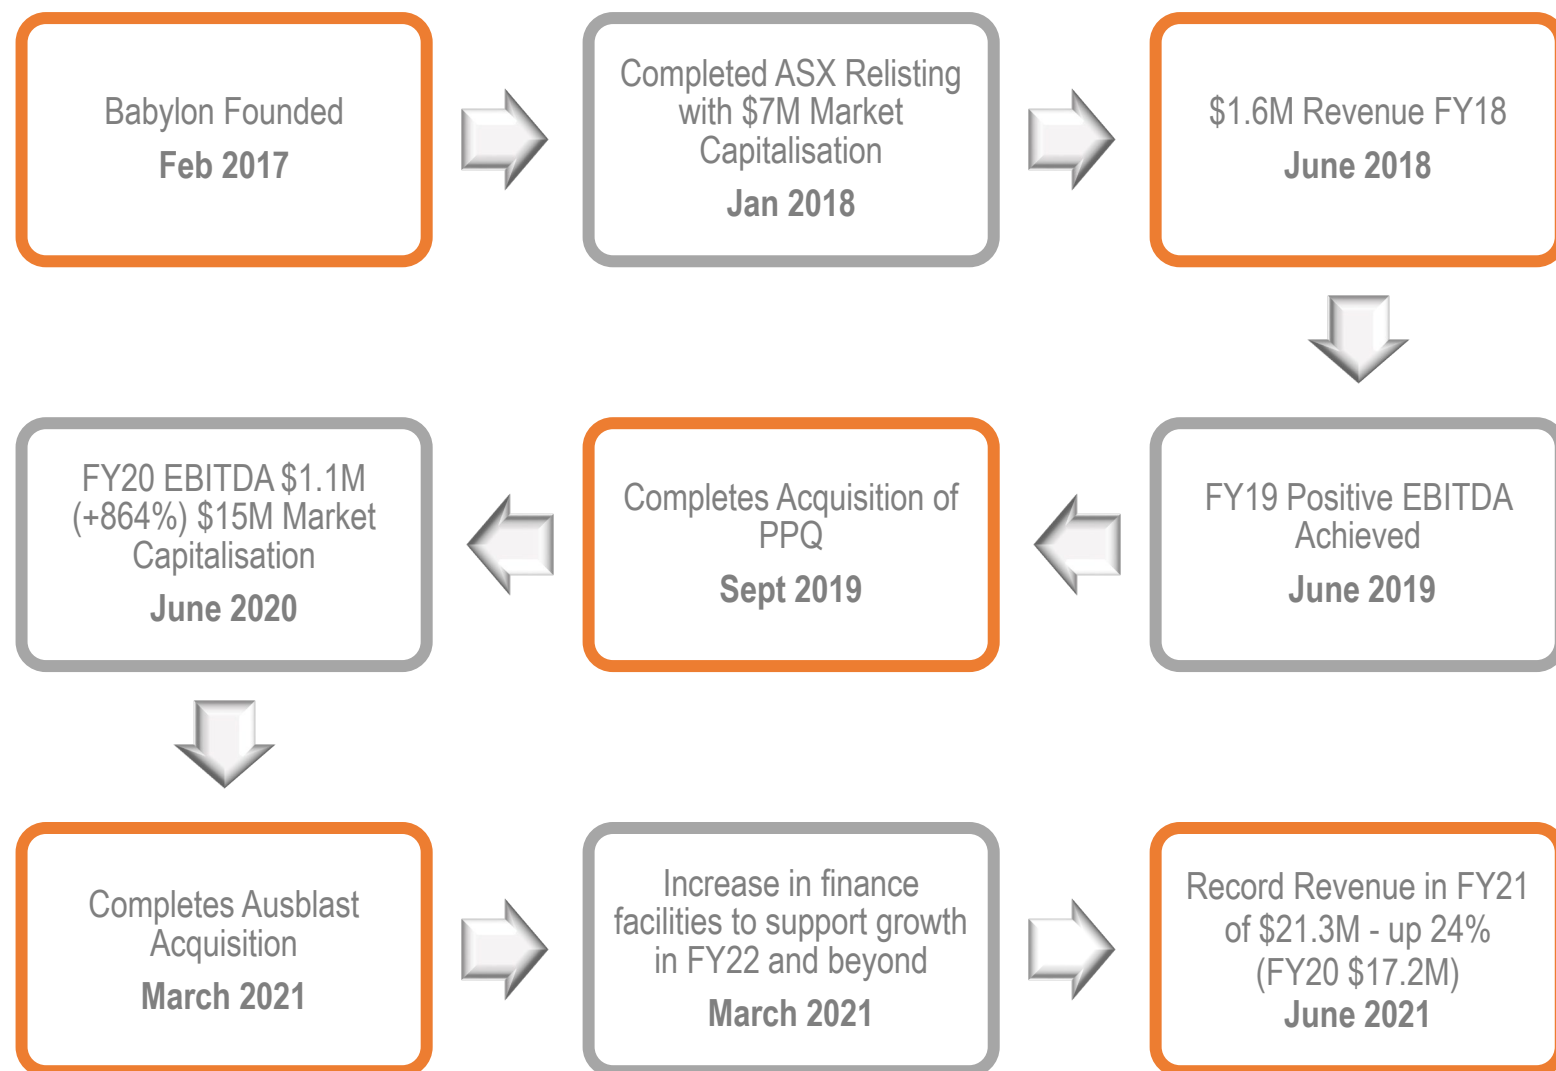 Babylon Founded
Feb 2017
Completed ASX Relisting
with $7M Market
Capitalisation
Jan 2018
$1.6M Revenue FY18
June 2018
FY19 Positive EBITDA
Achieved
June 2019
Completes Acquisition of
PPQ
Sept 2019
FY20 EBITDA $1.1M
(+864%) $15M Market
Capitalisation
June 2020
Completes Ausblast
Acquisition
March 2021
Increase in finance
facilities to support growth
in FY22 and beyond
March 2021
Record Revenue in FY21
of $21.3M - up 24%
(FY20 $17.2M)
June 2021